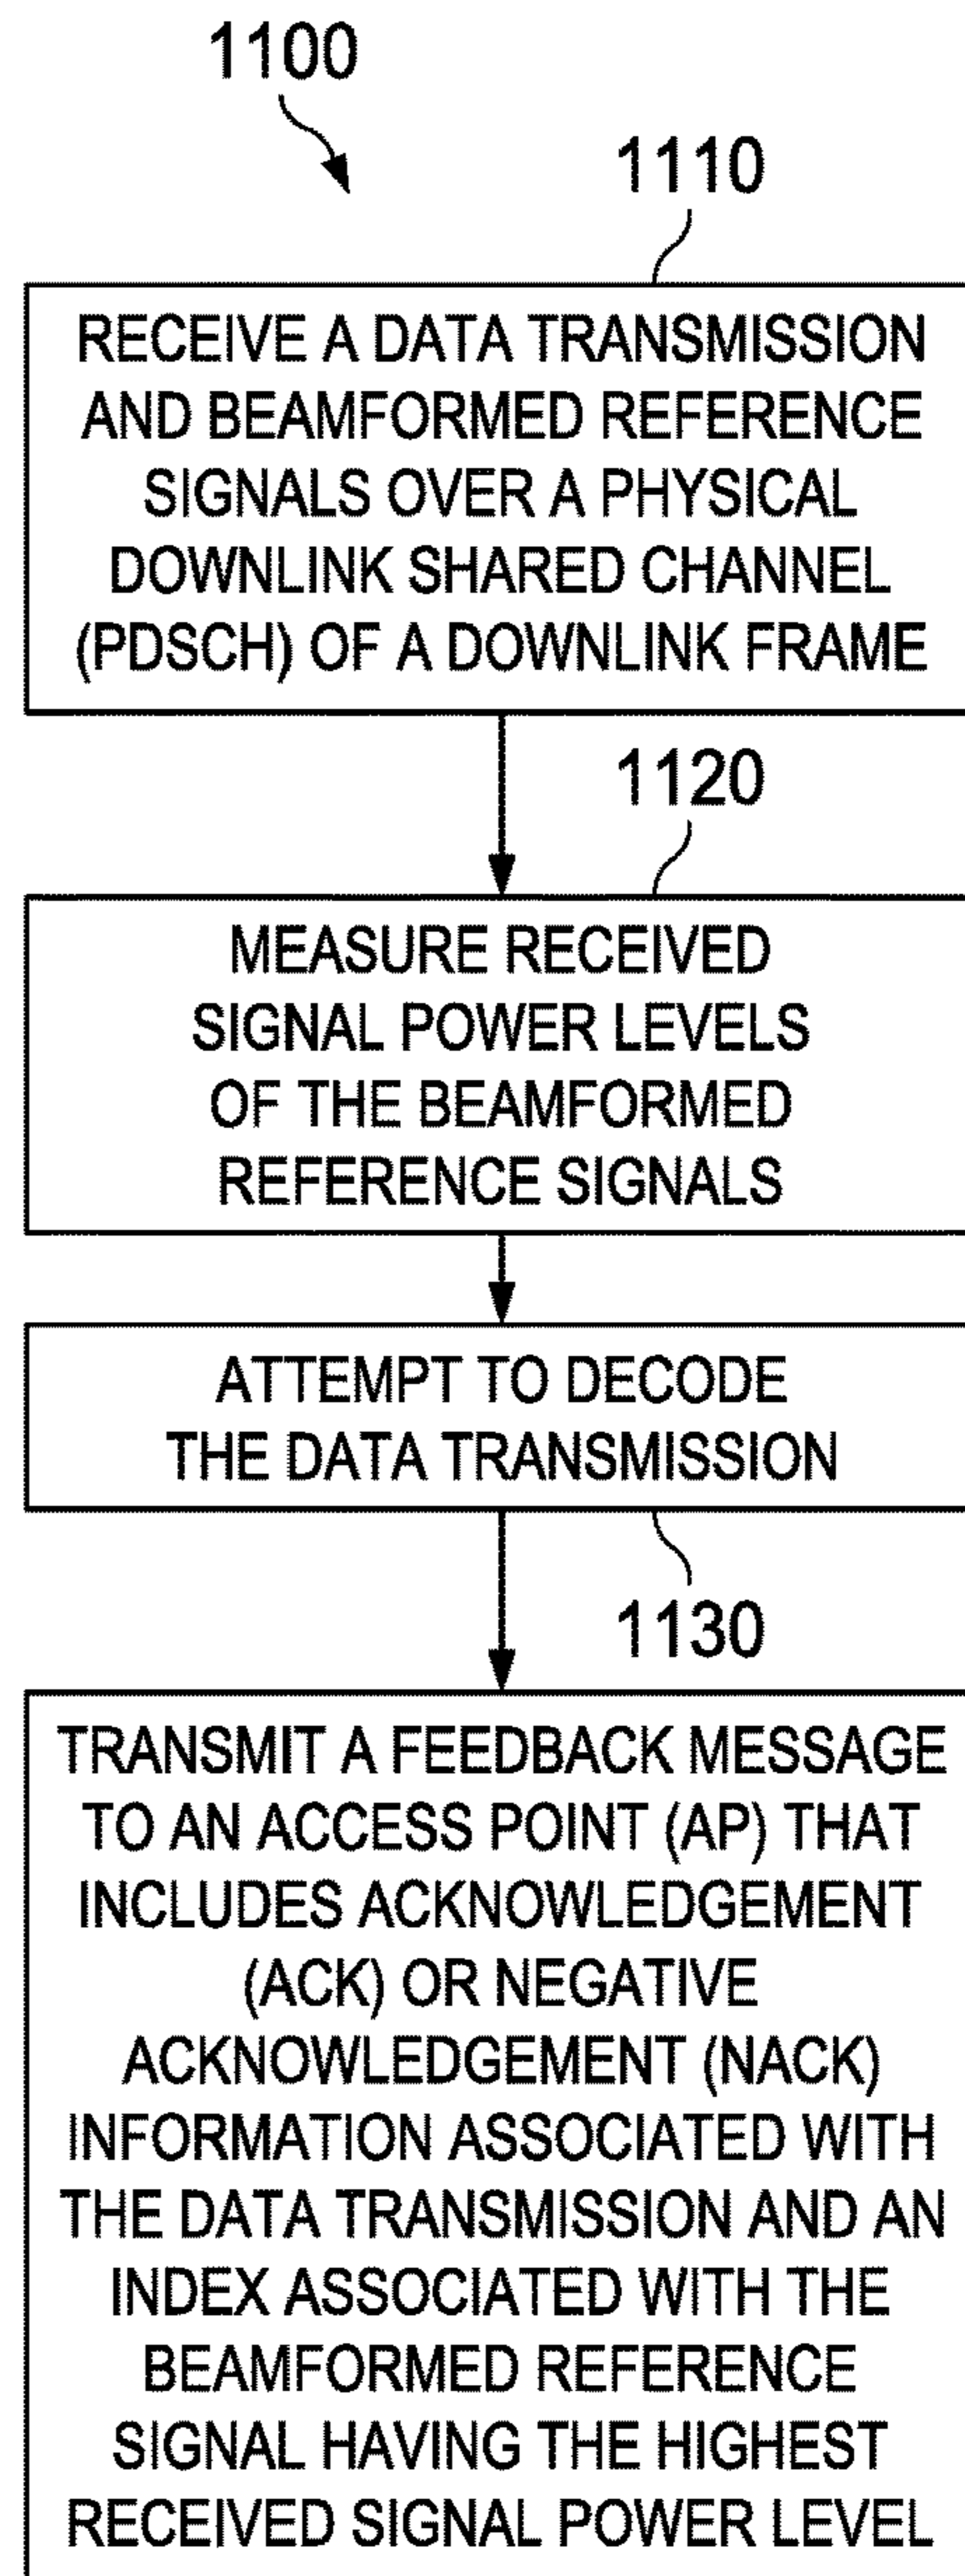 1100
1110
RECEIVE A DATA TRANSMISSION
AND BEAMFORMED REFERENCE
SIGNALS OVER A PHYSICAL
DOWNLINK SHARED CHANNEL
(PDSCH) OF A DOWNLINK FRAME
1120
MEASURE RECEIVED
SIGNAL POWER LEVELS
OF THE BEAMFORMED
REFERENCE SIGNALS
ATTEMPT TO DECODE
THE DATA TRANSMISSION
1130
TRANSMIT A FEEDBACK MESSAGE
TO AN ACCESS POINT (AP) THAT
INCLUDES ACKNOWLEDGEMENT
(ACK) OR NEGATIVE
ACKNOWLEDGEMENT (NACK)
INFORMATION ASSOCIATED WITH
THE DATA TRANSMISSION AND AN
INDEX ASSOCIATED WITH THE
BEAMFORMED REFERENCE
SIGNAL HAVING THE HIGHEST
RECEIVED SIGNAL POWER LEVEL